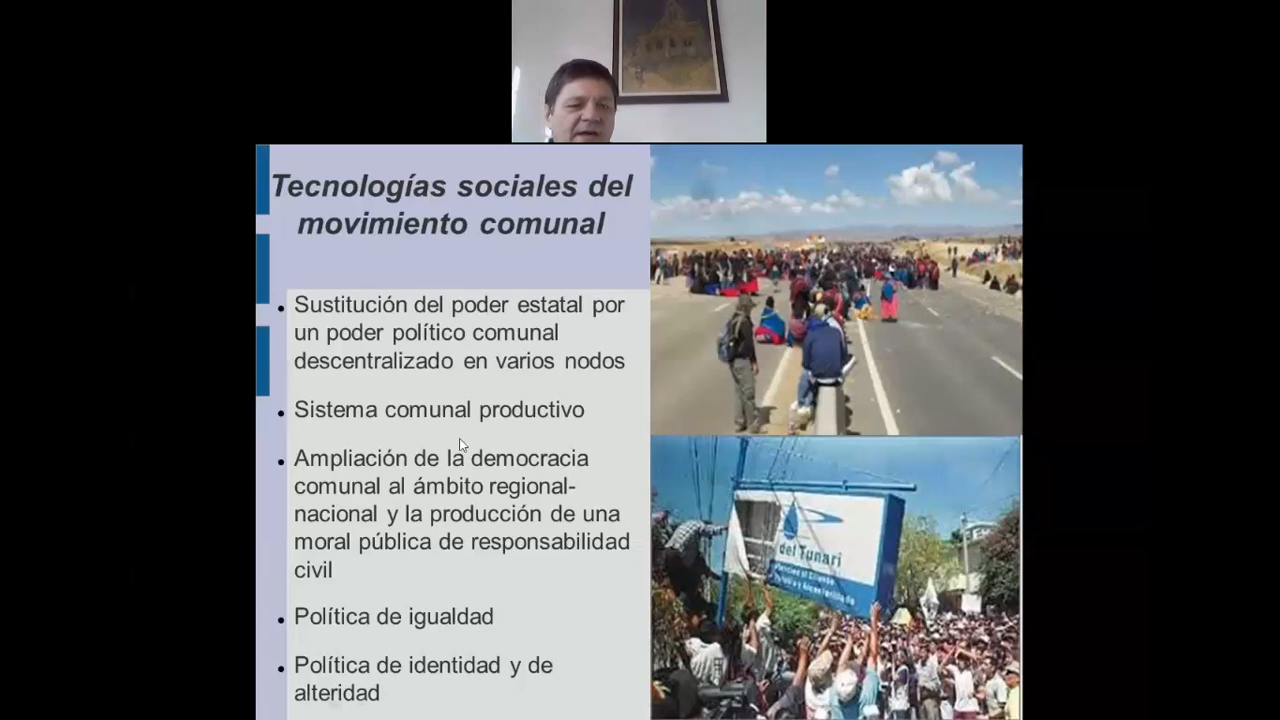 Tecnologías sociales del
movimiento comunal
• Sustitución del poder estatal por
un poder político comunal
descentralizado en varios nodos
• Sistema comunal productivo
• Ampliación de la democracia
comunal al ámbito regional-
nacional y la producción de una
moral pública de responsabilidad
civil
• Política de igualdad
• Política de identidad y de
alteridad
del Tunari